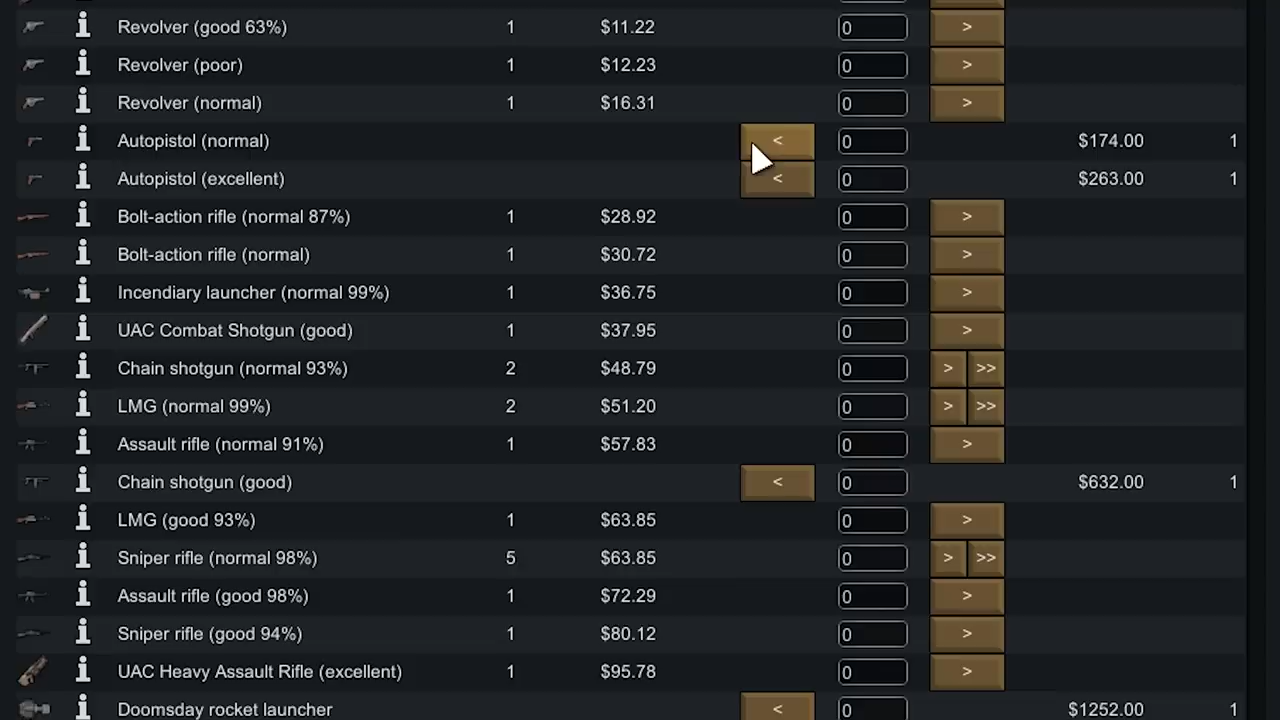 Revolver (good 63%) 1 $11.22 0 >
Revolver (poor) 1 $12.23 0 >
Revolver (normal) 1 $16.31 0 >
Autopistol (normal) < 0 $174.00 1
Autopistol (excellent) < 0 $263.00 1
Bolt-action rifle (normal 87%) 1 $28.92 0 >
Bolt-action rifle (normal) 1 $30.72 0 >
Incendiary launcher (normal 99%) 1 $36.75 0 >
UAC Combat Shotgun (good) 1 $37.95 0 >
Chain shotgun (normal 93%) 2 $48.79 0 > >>
LMG (normal 99%) 2 $51.20 0 > >>
Assault rifle (normal 91%) 1 $57.83 0 >
Chain shotgun (good) < 0 $632.00 1
LMG (good 93%) 1 $63.85 0 >
Sniper rifle (normal 98%) 5 $63.85 0 > >>
Assault rifle (good 98%) 1 $72.29 0 >
Sniper rifle (good 94%) 1 $80.12 0 >
UAC Heavy Assault Rifle (excellent) 1 $95.78 0 >
Doomsday rocket launcher < 0 $1252.00 1